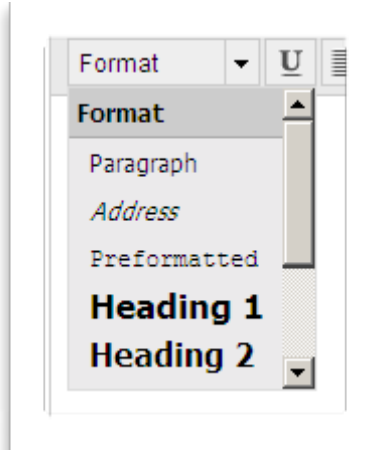 Format U
Format
Paragraph
Address
Preformatted
Heading 1
Heading 2